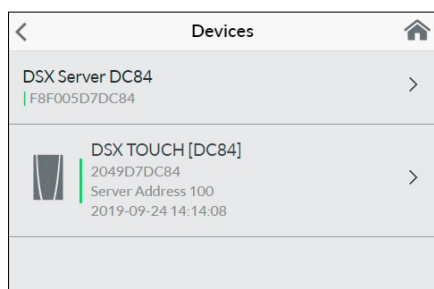 Devices
DSX Server DC84
F8F005D7DC84
DSX TOUCH [DC84]
2049D7DC84
Server Address 100
2019-09-24 14:14:08